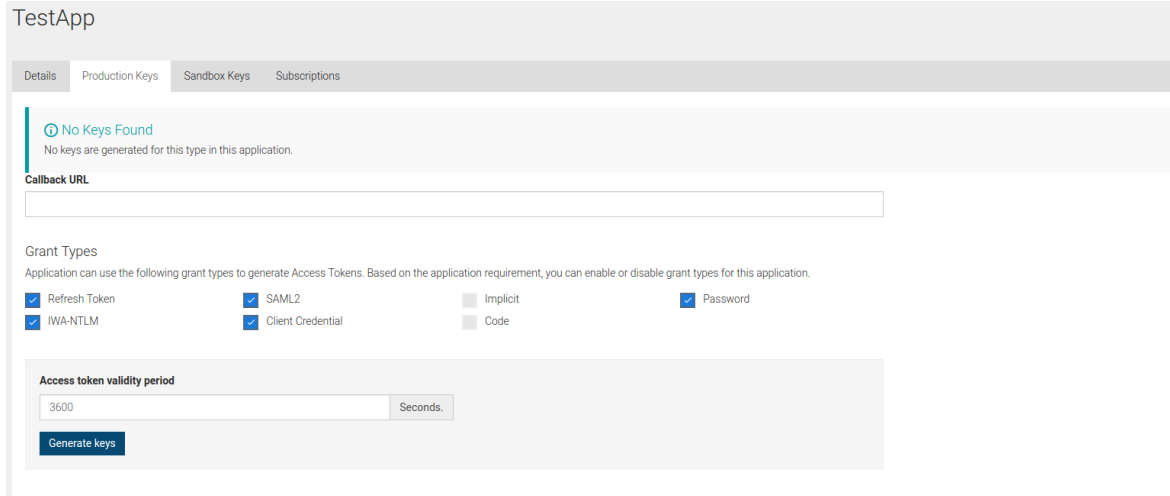 TestApp
Details Production Keys Sandbox Keys Subscriptions
No Keys Found
No keys are generated for this type in this application.
Callback URL
Grant Types
Application can use the following grant types to generate Access Tokens. Based on the application requirement, you can enable or disable grant types for this application.
Refresh Token SAML2 Implicit Password
IWA-NTLM Client Credential Code
Access token validity period
3600 Seconds.
Generate keys